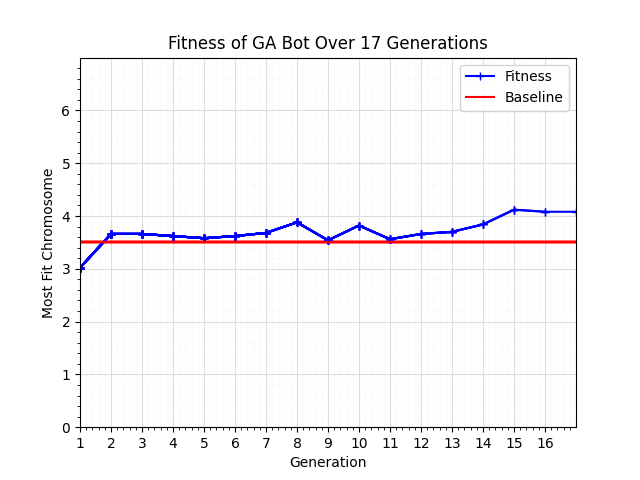 Fitness of GA Bot Over 17 Generations
Fitness
Baseline
Most Fit Chromosome
6
5
4
3
2
1
0
1 2 3 4 5 6 7 8 9 10 11 12 13 14 15 16
Generation